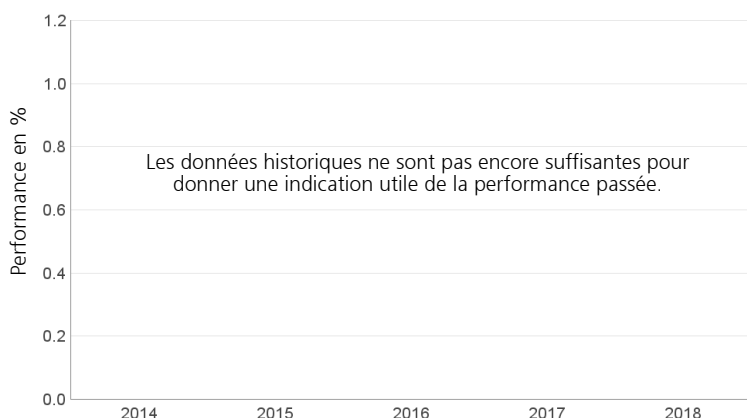 1.2
1.0
0.8
0.6
0.4
0.2
0.0
Performance en %
Les données historiques ne sont pas encore suffisantes pour
donner une indication utile de la performance passée.
2014 2015 2016 2017 2018